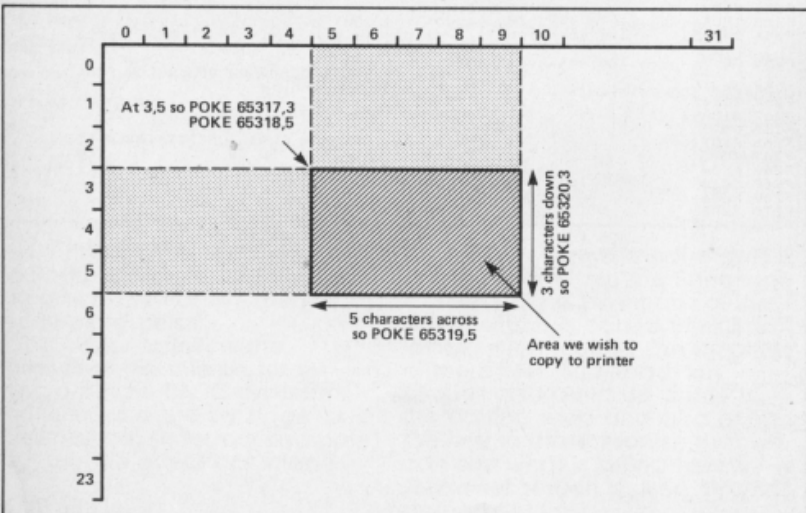 0 1 2 3 4 5 6 7 8 9 10 31
0
1
At 3,5 so POKE 65317,3
POKE 65318,5
2
3
4
5
3 characters down
so POKE 65320,3
6
5 characters across
so POKE 65319,5
7
Area we wish to
copy to printer
23